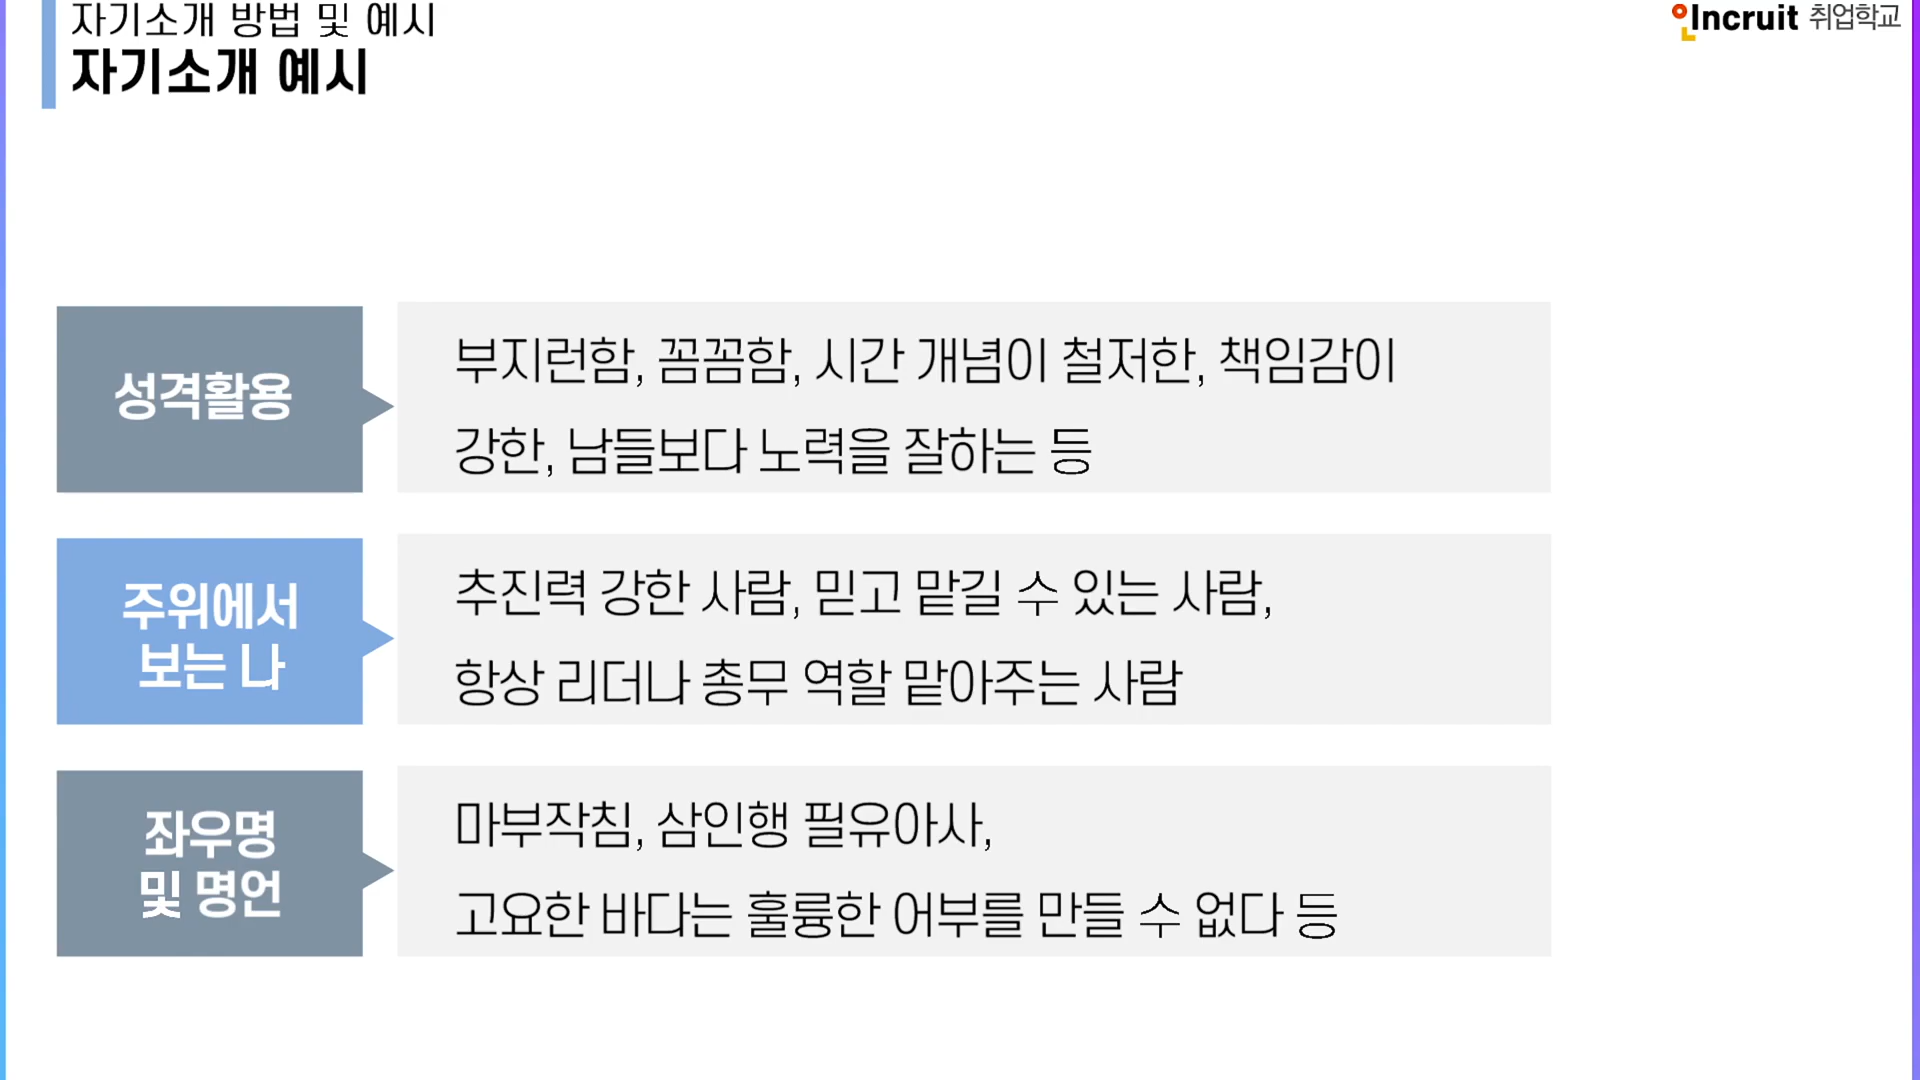 자기소개 방법 및 예시
자기소개 예시
Incruit 취업학교
성격활용
부지런함, 꼼꼼함, 시간 개념이 철저한, 책임감이
강한, 남들보다 노력을 잘하는 등
주위에서
보는 나
추진력 강한 사람, 믿고 맡길 수 있는 사람,
항상 리더나 총무 역할 맡아주는 사람
좌우명
및 명언
마부작침, 삼인행 필유아사,
고요한 바다는 훌륭한 어부를 만들 수 없다 등